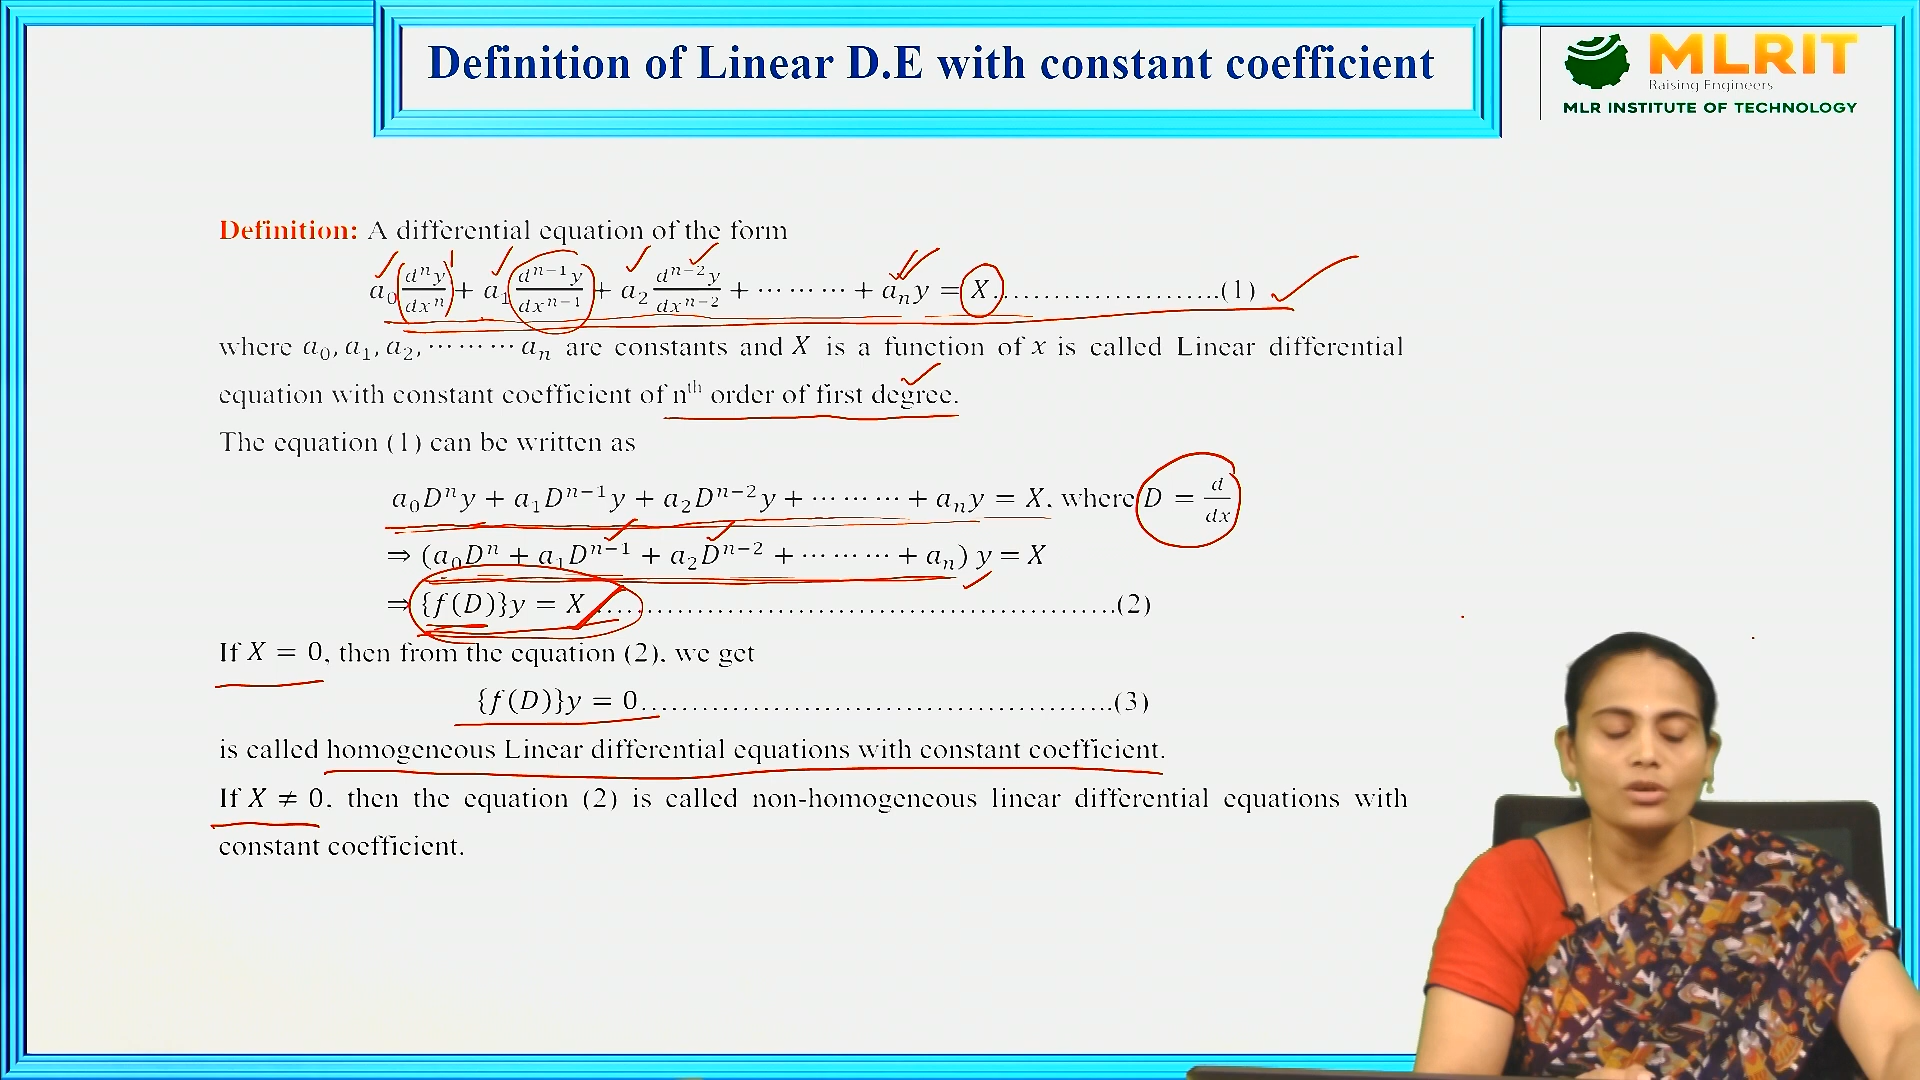 Definition of Linear D.E with constant coefficient
MLRIT
Raising Engineers
MLR INSTITUTE OF TECHNOLOGY
Definition: A differential equation of the form
a₀ dⁿy/dxⁿ + a₁ dⁿ⁻¹y/dxⁿ⁻¹ + a₂ dⁿ⁻²y/dxⁿ⁻² + ⋯⋯⋯ + aₙy = X......................(1)
where a₀, a₁, a₂, ⋯⋯⋯ aₙ are constants and X is a function of x is called Linear differential
equation with constant coefficient of nᵗʰ order of first degree.
The equation (1) can be written as
a₀Dⁿy + a₁Dⁿ⁻¹y + a₂Dⁿ⁻²y + ⋯⋯⋯ + aₙy = X, where D = d/dx
⇒ (a₀Dⁿ + a₁Dⁿ⁻¹ + a₂Dⁿ⁻² + ⋯⋯⋯ + aₙ) y = X
⇒ {f(D)}y = X....................................................(2)
If X = 0, then from the equation (2), we get
{f(D)}y = 0...............................................(3)
is called homogeneous Linear differential equations with constant coefficient.
If X ≠ 0, then the equation (2) is called non-homogeneous linear differential equations with
constant coefficient.